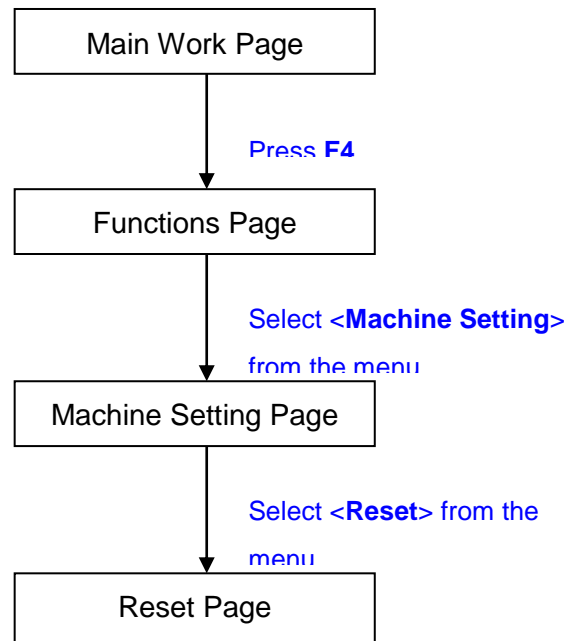 Main Work Page
Press F4
Functions Page
Select <Machine Setting>
from the menu
Machine Setting Page
Select <Reset> from the
menu
Reset Page